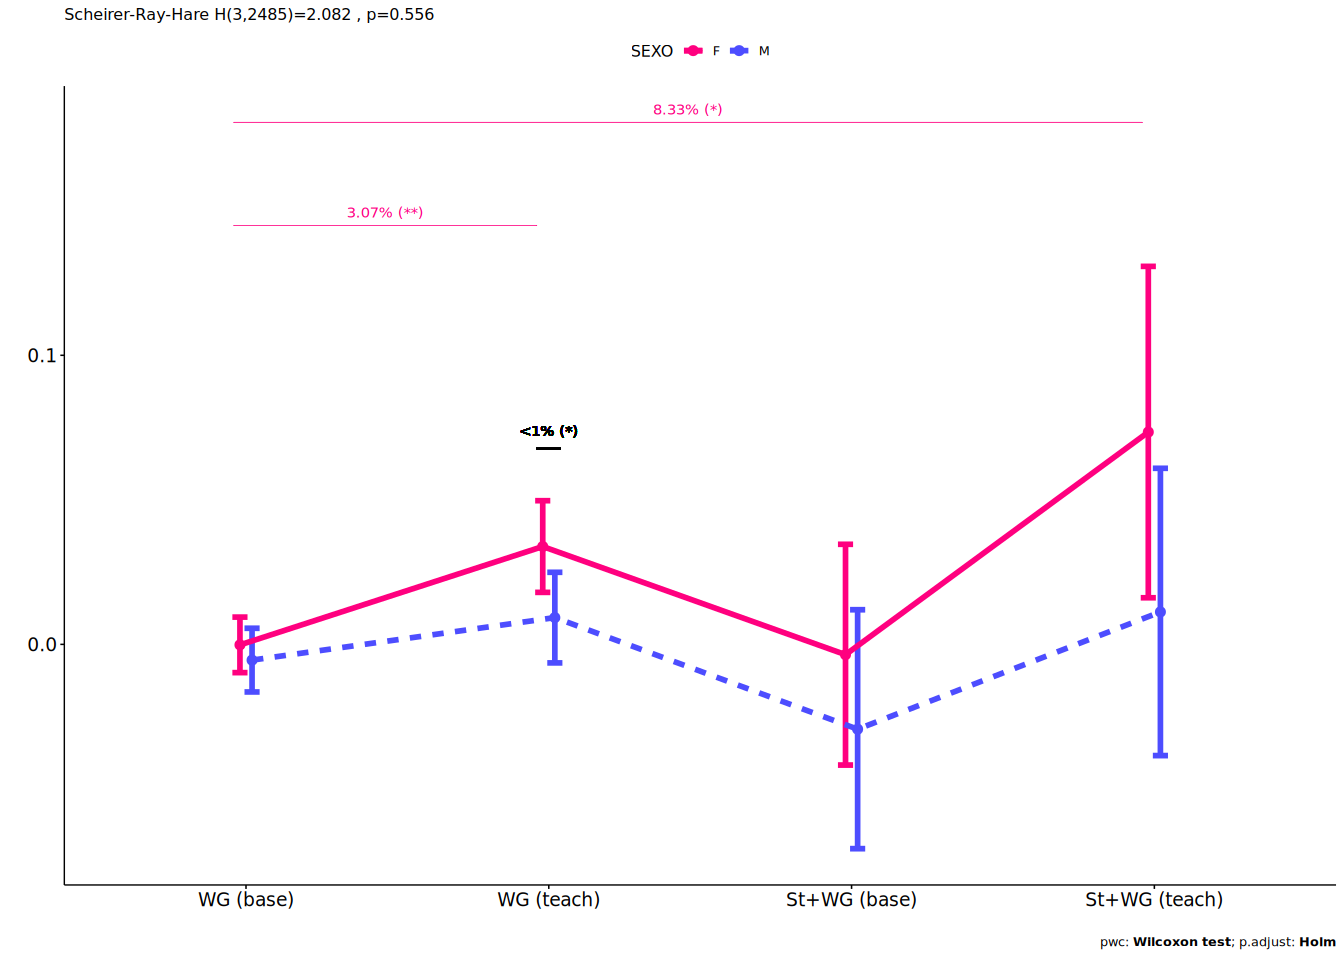 Scheirer-Ray-Hare H(3,2485)=2.082 , p=0.556
SEXO F M
8.33% (*)
3.07% (**)
0.1
<1% (*)
0.0
WG (base) WG (teach) St+WG (base) St+WG (teach)
pwc: Wilcoxon test; p.adjust: Holm